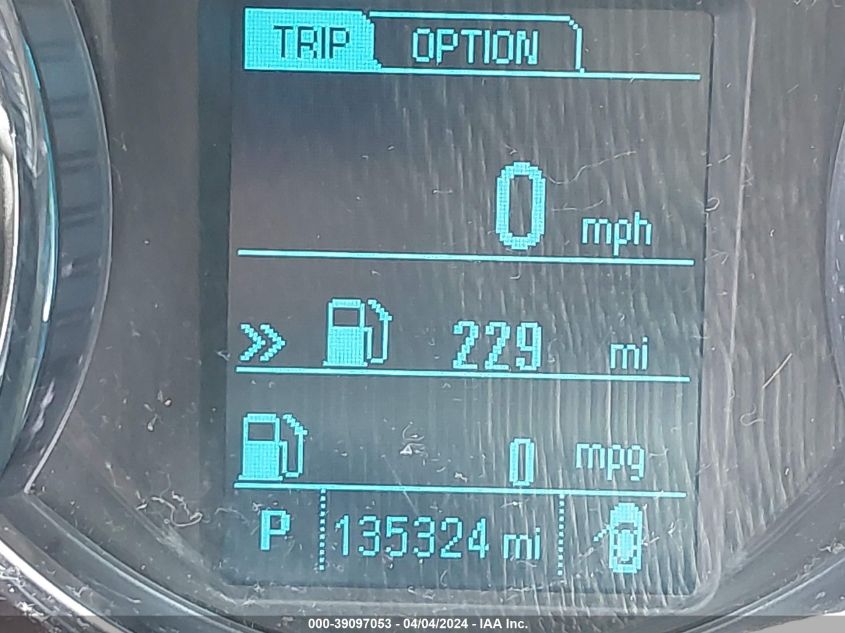 TRIP OPTION
0 mph
229 mi
0 mpg
P 135324 mi
000-39097053 - 04/04/2024 - IAA Inc.